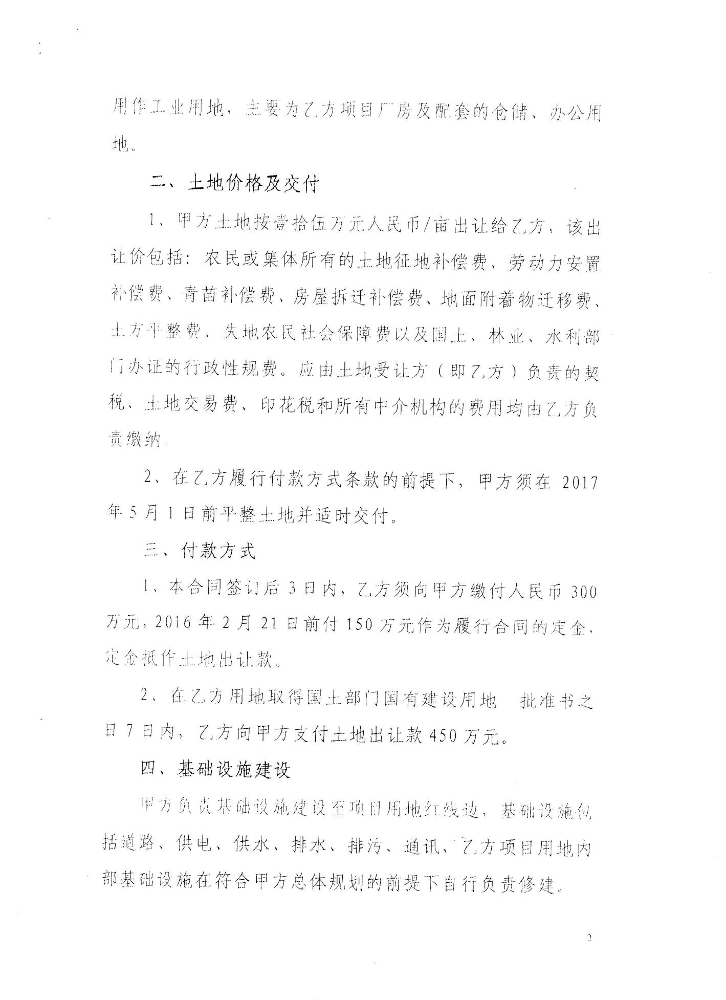 用作工业用地，主要为乙方项目厂房及配套的仓储、办公用
地。
二、土地价格及交付
1、甲方土地按壹拾伍万元人民币/亩出让给乙方，该出
让价包括：农民或集体所有的土地征地补偿费、劳动力安置
补偿费、青苗补偿费、房屋拆迁补偿费、地面附着物迁移费、
土方平整费、失地农民社会保障费以及国土、林业、水利部
门办证的行政性规费。应由土地受让方（即乙方）负责的契
税、土地交易费、印花税和所有中介机构的费用均由乙方负
责缴纳.
2、在乙方履行付款方式条款的前提下，甲方须在 2017
年 5 月 1 日前平整土地并适时交付。
三、付款方式
1、本合同签订后 3 日内，乙方须向甲方缴付人民币 300
万元，2016 年 2 月 21 日前付 150 万元作为履行合同的定金，
定金抵作土地出让款。
2、在乙方用地取得国土部门国有建设用地　批准书之
日 7 日内，乙方向甲方支付土地出让款 450 万元。
四、基础设施建设
甲方负责基础设施建设至项目用地红线边，基础设施包
括道路、供电、供水、排水、排污、通讯，乙方项目用地内
部基础设施在符合甲方总体规划的前提下自行负责修建。
2